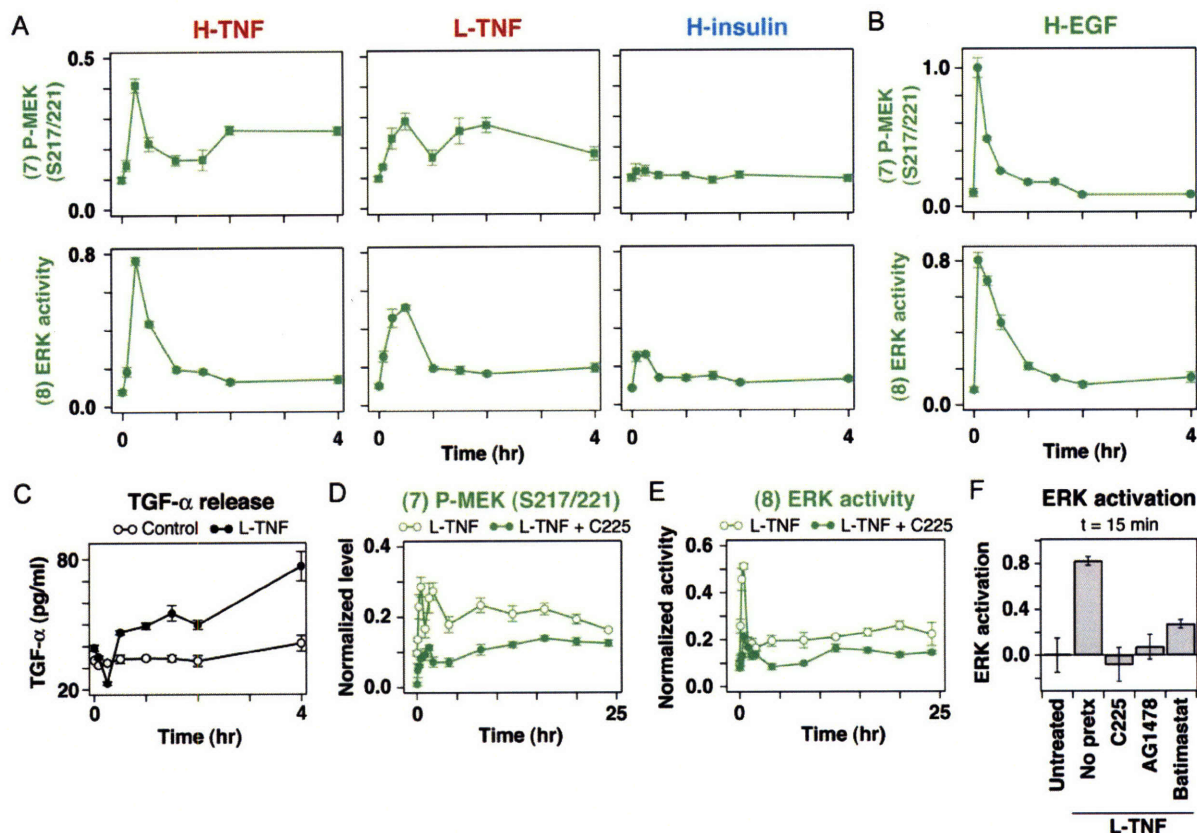 A
H-TNF
L-TNF
H-insulin
B
H-EGF
(7) P-MEK
(S217/221)
0.5
0.0
(7) P-MEK
(S217/221)
1.0
0.0
(8) ERK activity
0.8
0.4
0.0
(8) ERK activity
0.8
0.4
0.0
0
4
0
4
0
4
0
4
Time (hr)
Time (hr)
C
TGF-α release
Control
L-TNF
TGF-α (pg/ml)
80
20
0
4
Time (hr)
D
(7) P-MEK (S217/221)
L-TNF
L-TNF + C225
Normalized level
0.4
0.2
0.0
0
25
Time (hr)
E
(8) ERK activity
L-TNF
L-TNF + C225
Normalized activity
0.6
0.4
0.2
0.0
0
25
Time (hr)
F
ERK activation
t = 15 min
ERK activation
0.8
0.4
0.0
Untreated
No pretx
C225
AG1478
Batimastat
L-TNF